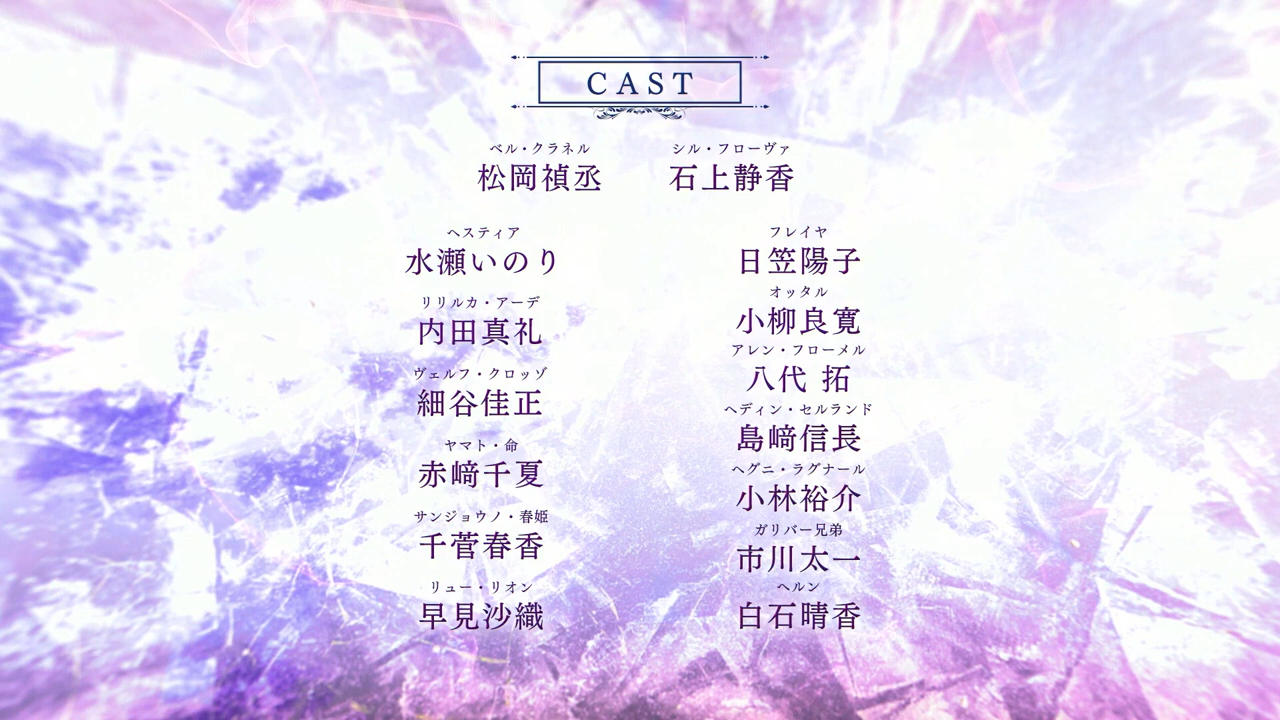 CAST
ベル・クラネル
松岡禎丞
シル・フローヴァ
石上静香
ヘスティア
水瀬いのり
リリルカ・アーデ
内田真礼
ヴェルフ・クロッゾ
細谷佳正
ヤマト・命
赤﨑千夏
サンジョウノ・春姫
千菅春香
リュー・リオン
早見沙織
フレイヤ
日笠陽子
オッタル
小柳良寛
アレン・フローメル
八代 拓
ヘディン・セルランド
島﨑信長
ヘグニ・ラグナール
小林裕介
ガリバー兄弟
市川太一
ヘルン
白石晴香